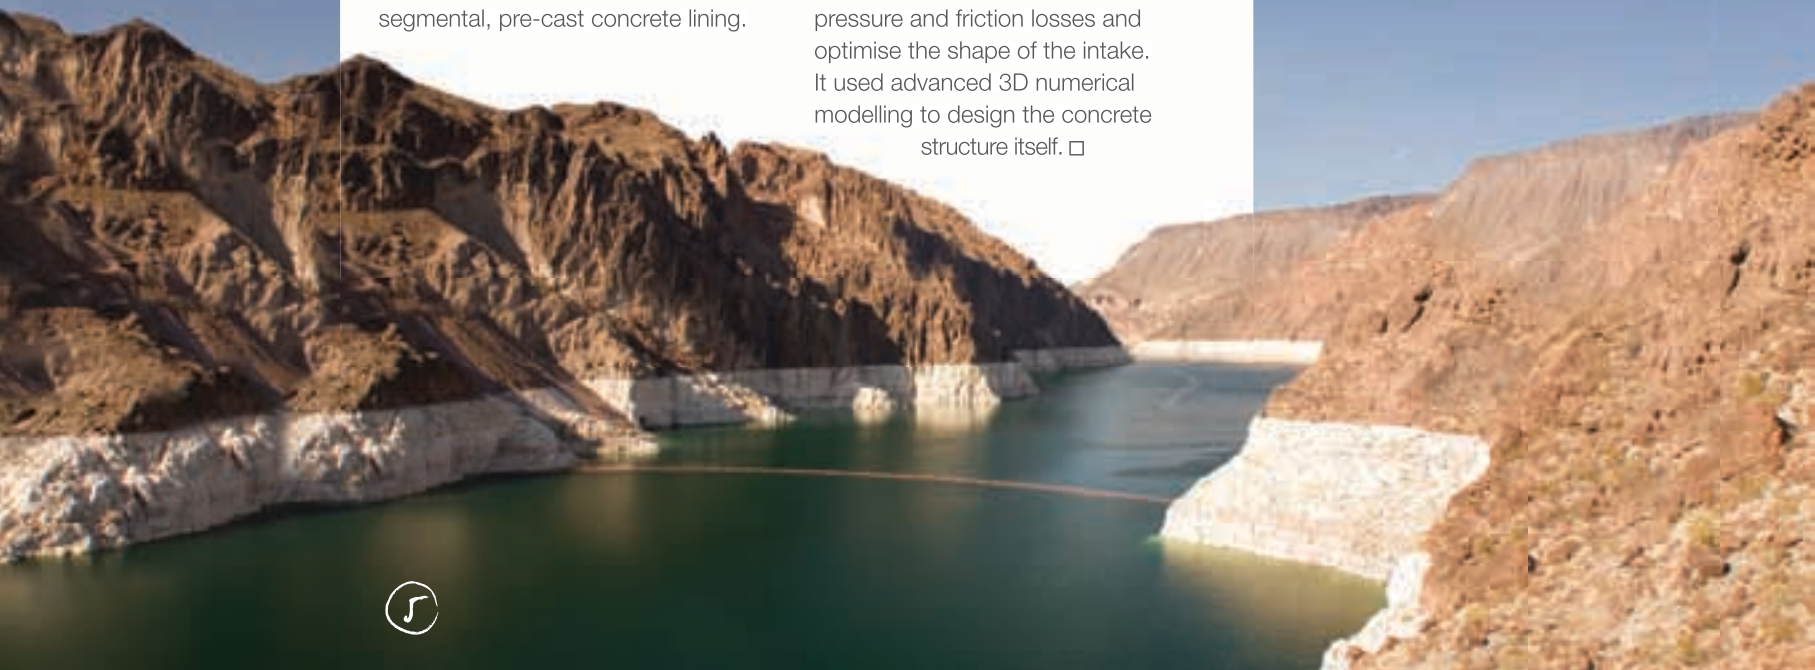 segmental, pre-cast concrete lining.
pressure and friction losses and
optimise the shape of the intake.
It used advanced 3D numerical
modelling to design the concrete
structure itself. □